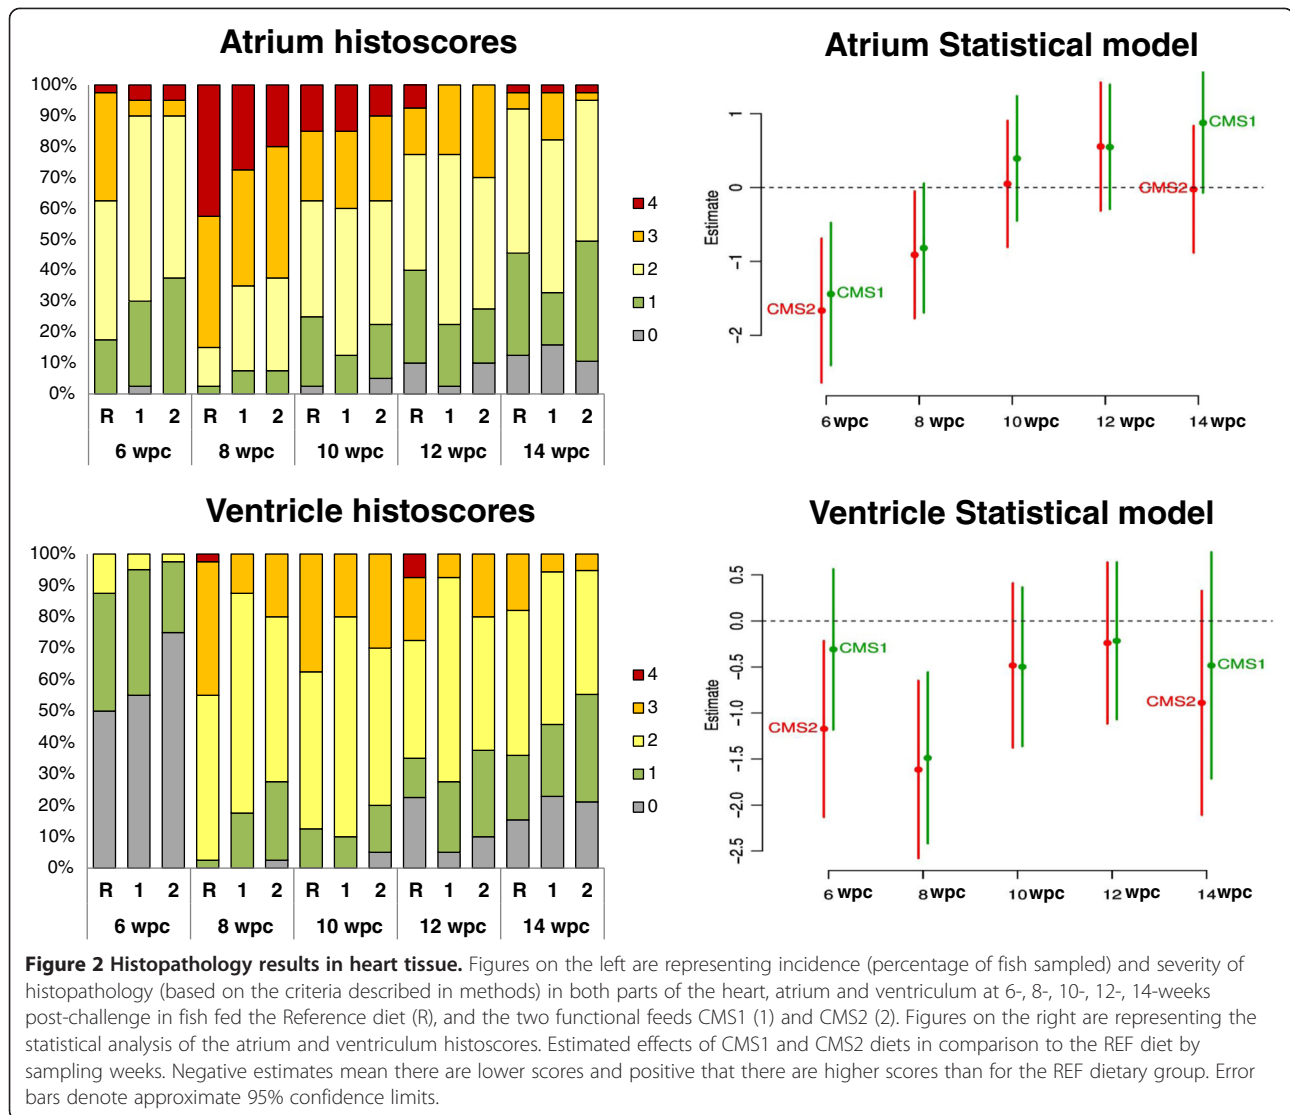 Atrium histoscores
100%
90%
80%
70%
60%
50%
40%
30%
20%
10%
0%
4
3
2
1
0
R 1 2 R 1 2 R 1 2 R 1 2 R 1 2
6 wpc 8 wpc 10 wpc 12 wpc 14 wpc
Atrium Statistical model
Estimate
1
0
-1
-2
CMS2
CMS1
CMS2
CMS1
6 wpc 8 wpc 10 wpc 12 wpc 14 wpc
Ventricle histoscores
100%
90%
80%
70%
60%
50%
40%
30%
20%
10%
0%
4
3
2
1
0
R 1 2 R 1 2 R 1 2 R 1 2 R 1 2
6 wpc 8 wpc 10 wpc 12 wpc 14 wpc
Ventricle Statistical model
Estimate
0.5
0.0
-0.5
-1.0
-1.5
-2.0
-2.5
CMS2
CMS1
CMS2
CMS1
6 wpc 8 wpc 10 wpc 12 wpc 14 wpc
Figure 2 Histopathology results in heart tissue. Figures on the left are representing incidence (percentage of fish sampled) and severity of
histopathology (based on the criteria described in methods) in both parts of the heart, atrium and ventriculum at 6-, 8-, 10-, 12-, 14-weeks
post-challenge in fish fed the Reference diet (R), and the two functional feeds CMS1 (1) and CMS2 (2). Figures on the right are representing the
statistical analysis of the atrium and ventriculum histoscores. Estimated effects of CMS1 and CMS2 diets in comparison to the REF diet by
sampling weeks. Negative estimates mean there are lower scores and positive that there are higher scores than for the REF dietary group. Error
bars denote approximate 95% confidence limits.